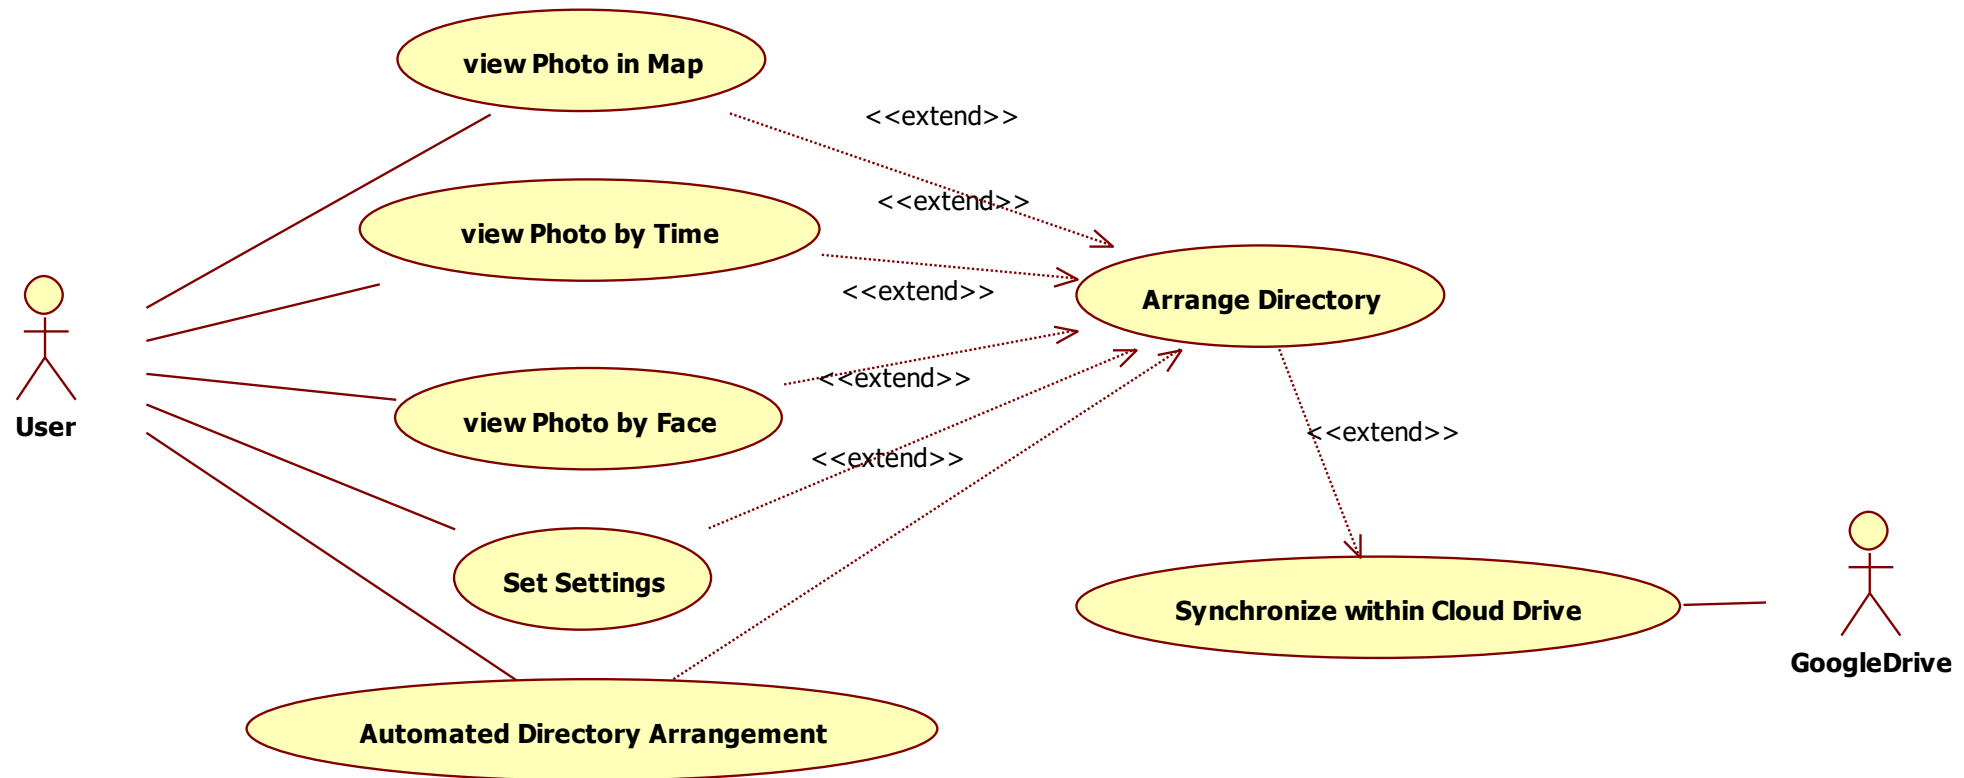 view Photo in Map
<<extend>>
<<extend>>
view Photo by Time
<<extend>>
Arrange Directory
<<extend>>
view Photo by Face
User
<<extend>>
<<extend>>
Set Settings
Synchronize within Cloud Drive
GoogleDrive
Automated Directory Arrangement